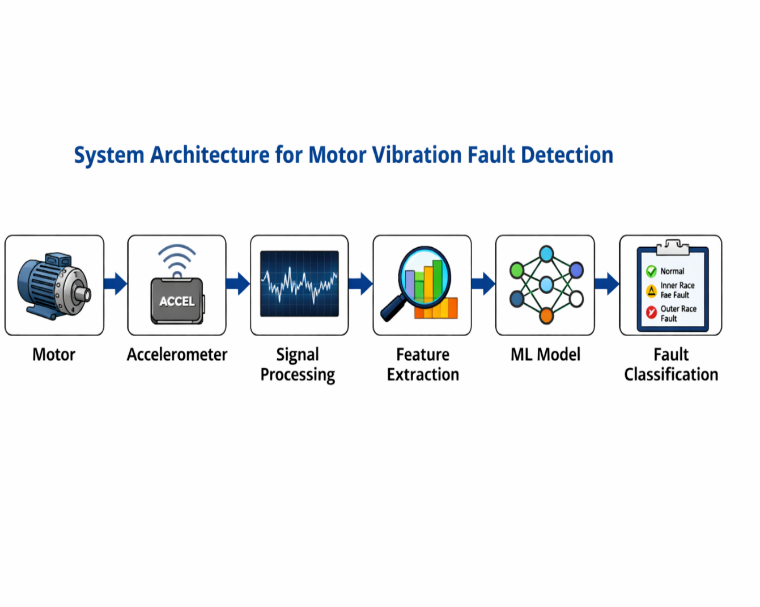 System Architecture for Motor Vibration Fault Detection
ACCEL
Normal
Inner Race
Fae Fault
Outer Race
Fault
Motor
Accelerometer
Signal
Processing
Feature
Extraction
ML Model
Fault
Classification